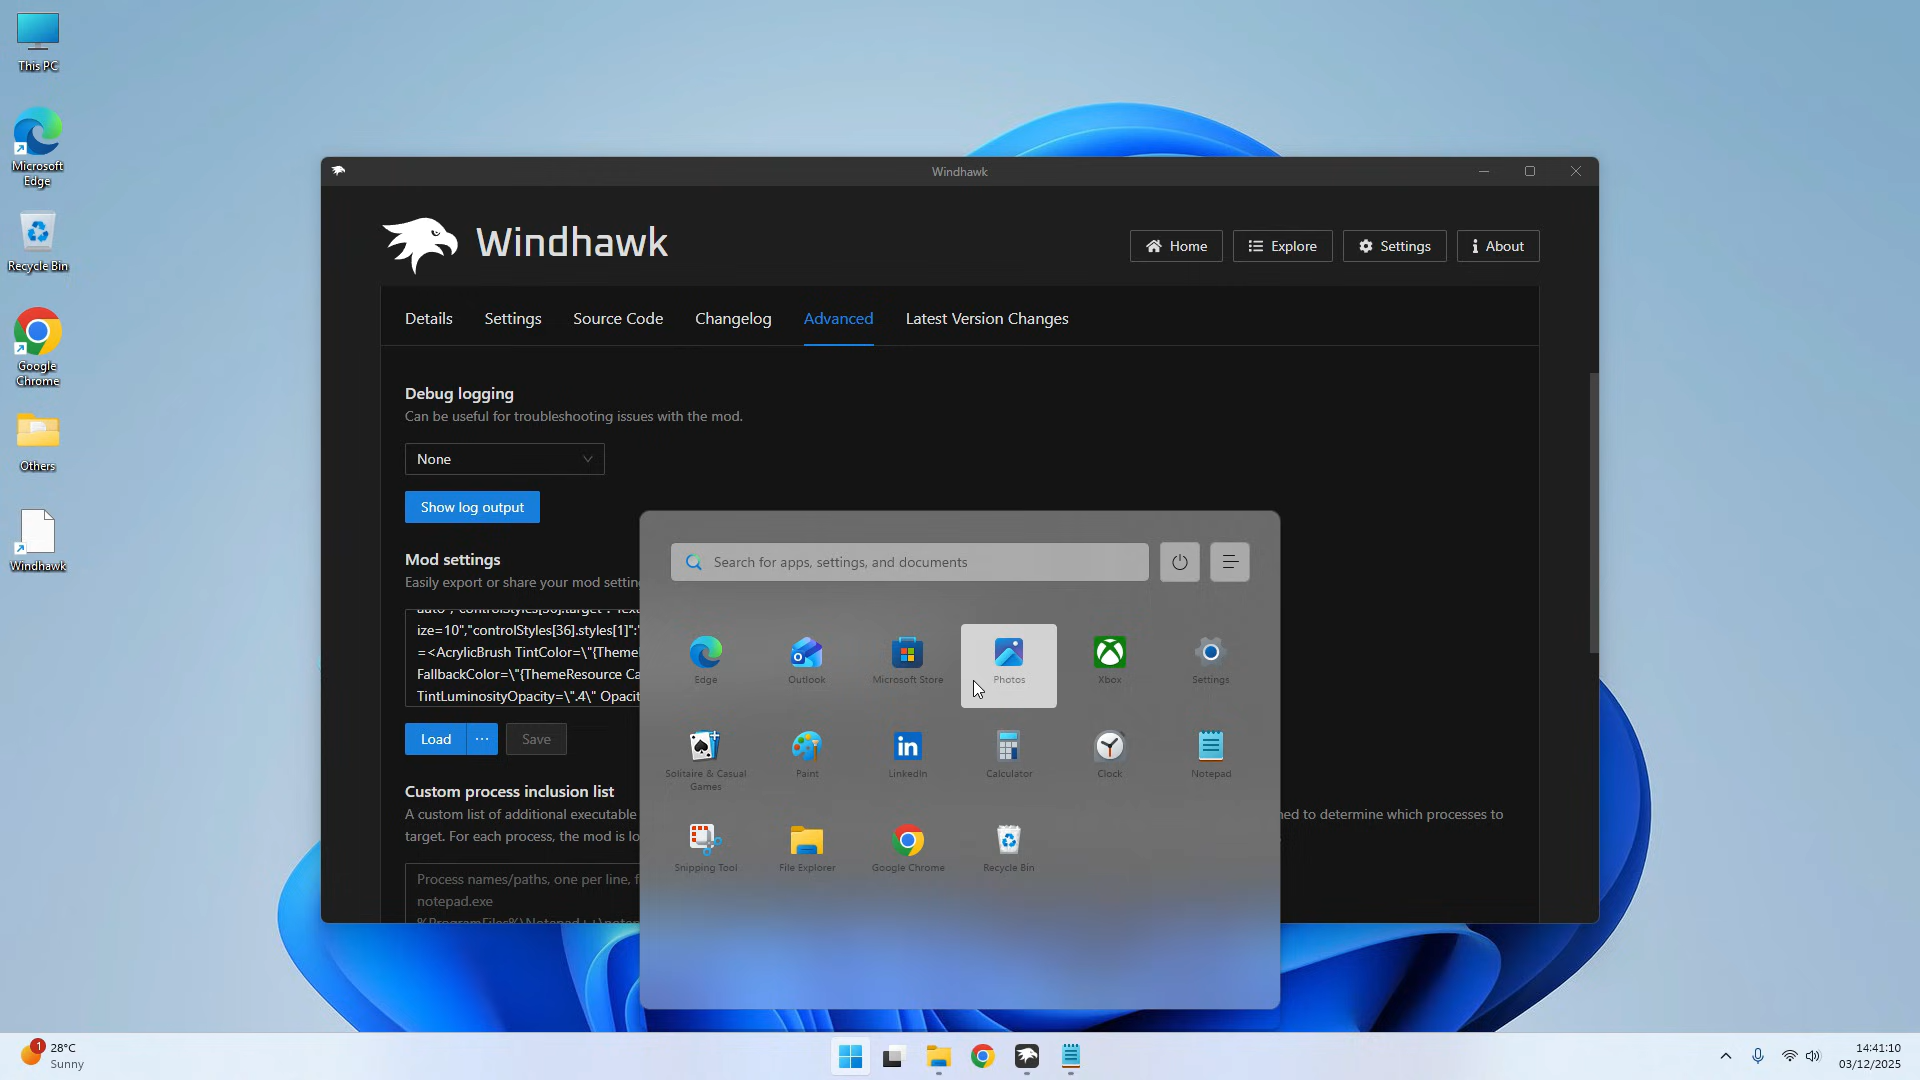 This PC
Microsoft
Edge
Recycle Bin
Google
Chrome
Others
Windhawk
Windhawk
Windhawk
Home
Explore
Settings
About
Details
Settings
Source Code
Changelog
Advanced
Latest Version Changes
Debug logging
Can be useful for troubleshooting issues with the mod.
None
Show log output
Mod settings
Easily export or share your mod settin
ize=10","controlStyles[36].styles[1]":"
=<AcrylicBrush TintColor=\"{Theme
FallbackColor=\"{ThemeResource Ca
TintLuminosityOpacity=\".4\" Opaci
Load
...
Save
Custom process inclusion list
A custom list of additional executable
ned to determine which processes to
target. For each process, the mod is lo
Process names/paths, one per line, f
notepad.exe
Search for apps, settings, and documents
Edge
Outlook
Microsoft Store
Photos
Xbox
Settings
Solitaire & Casual
Games
Paint
LinkedIn
Calculator
Clock
Notepad
Snipping Tool
File Explorer
Google Chrome
Recycle Bin
1
28°C
Sunny
14:41:10
03/12/2025